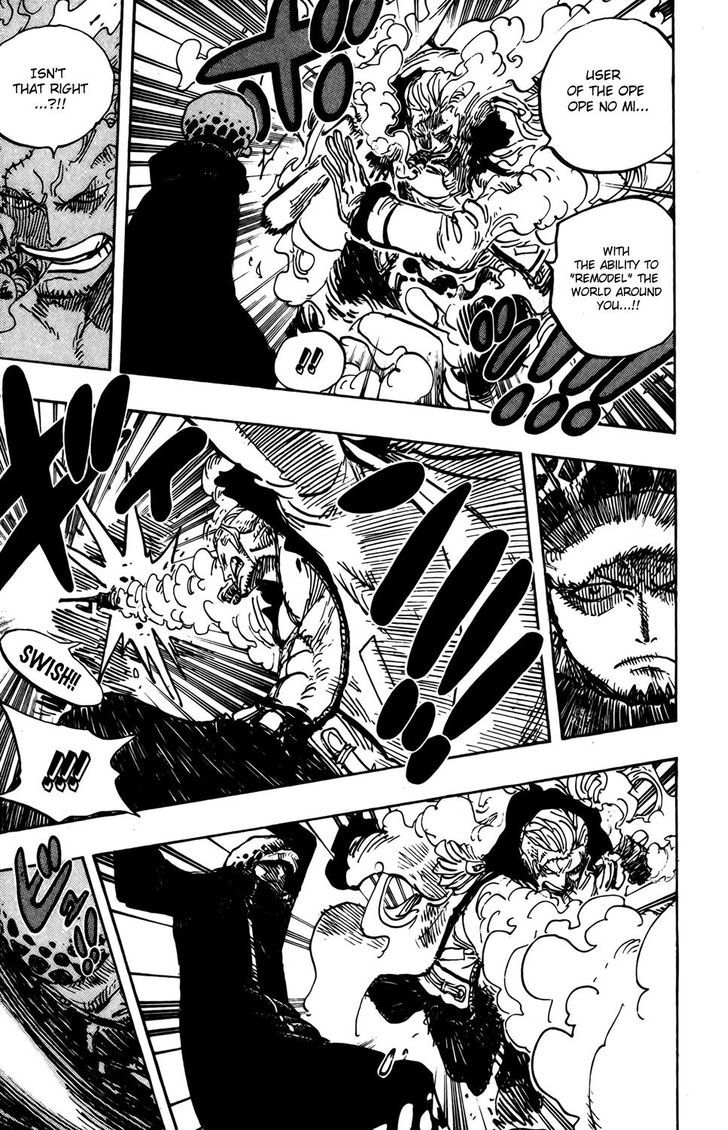 USER
OF THE OPE
OPE NO MI...
WITH
THE ABILITY TO
"REMODEL" THE
WORLD AROUND
YOU...!!
!!
ISN'T
THAT RIGHT
...?!!
SWISH!!
!!!